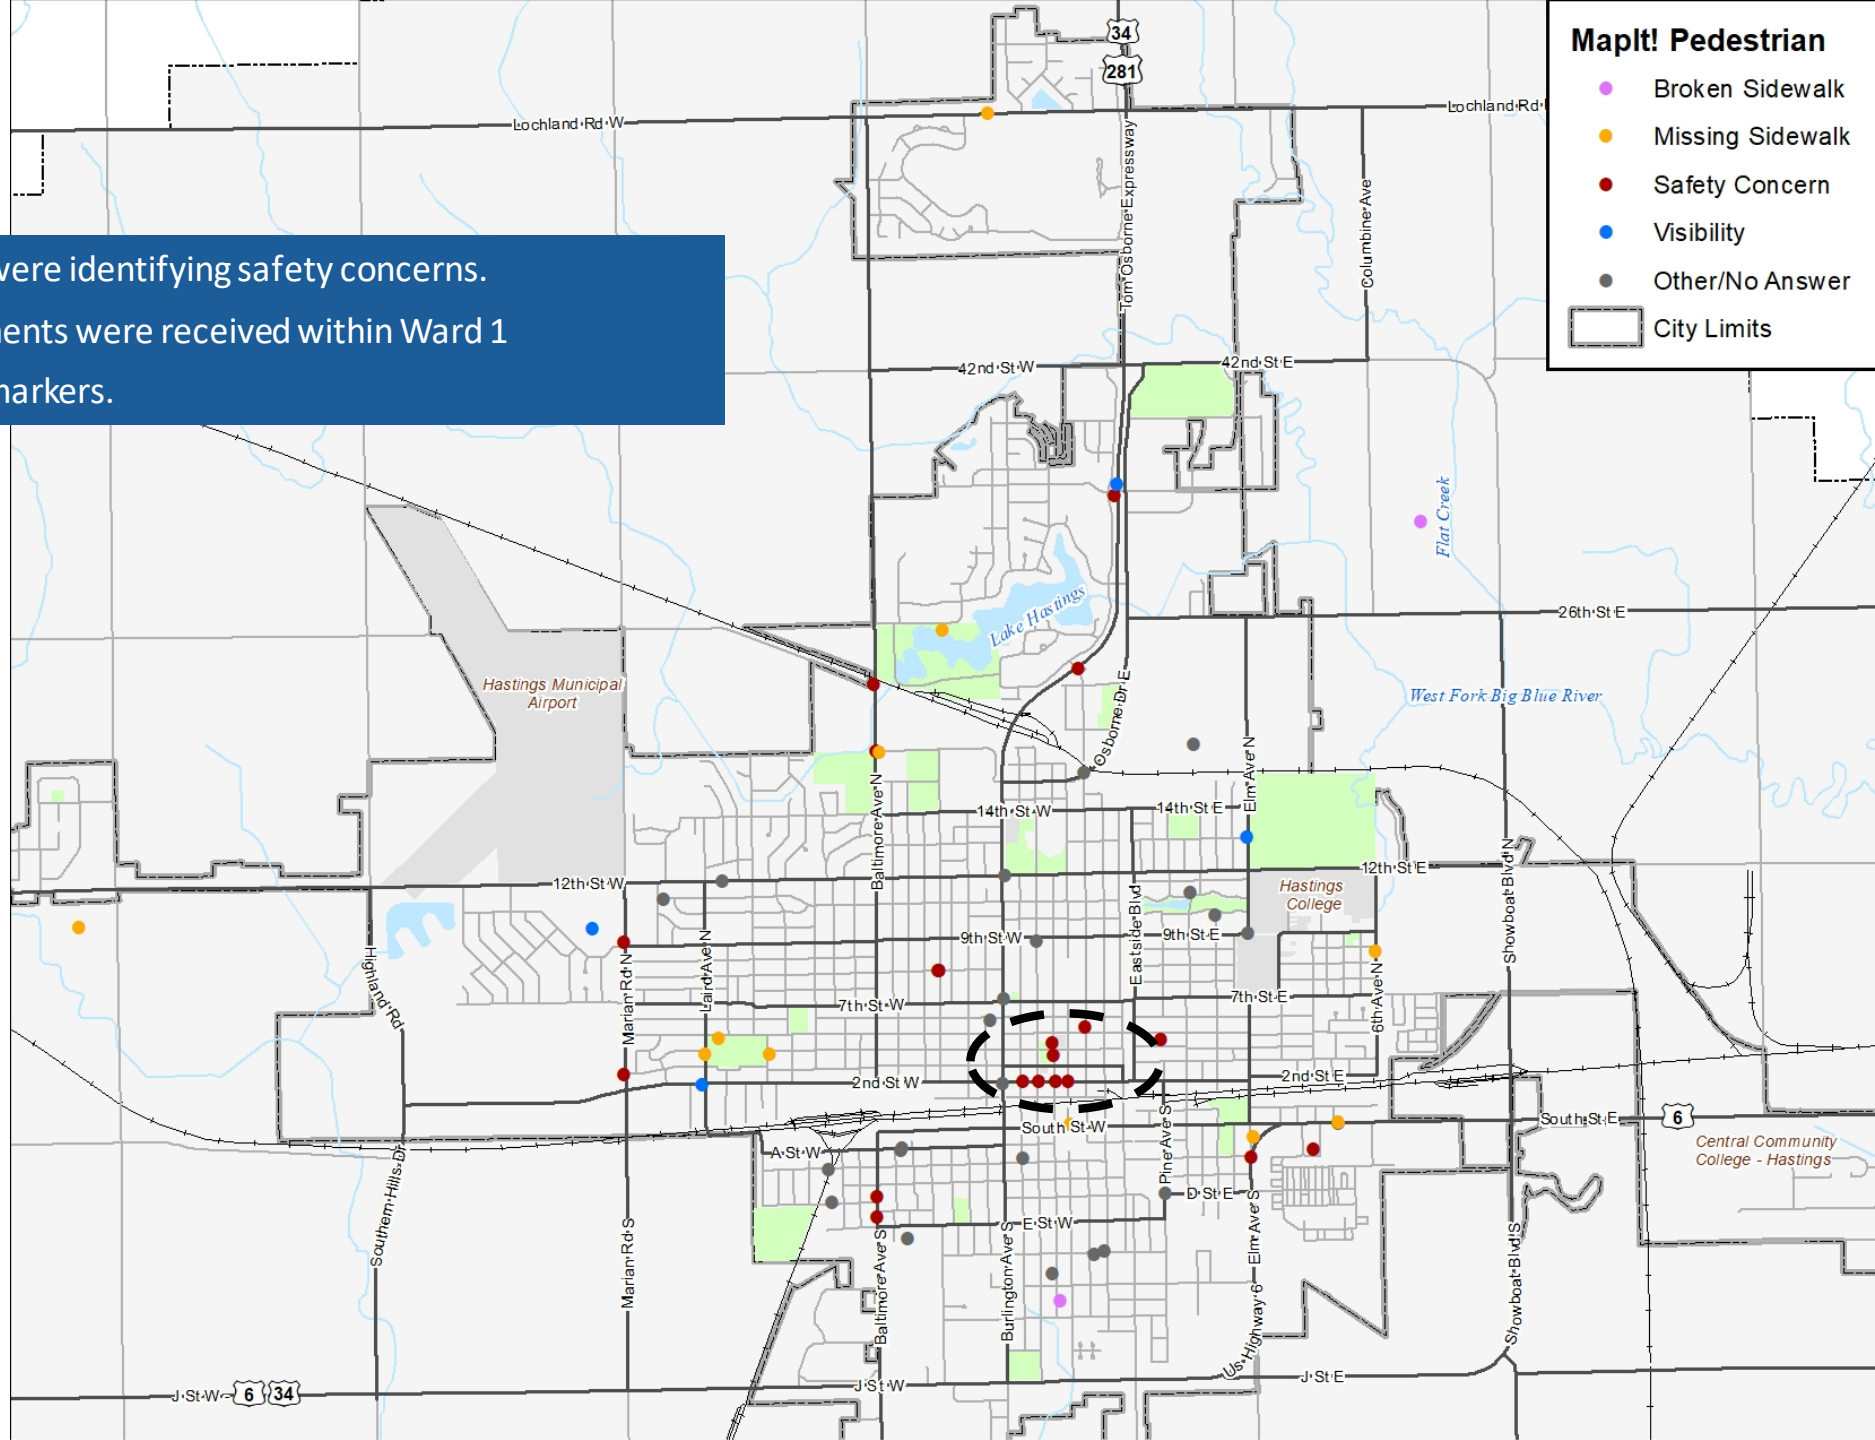 34
281
MapIt! Pedestrian
Broken Sidewalk
Missing Sidewalk
Safety Concern
Visibility
Other/No Answer
City Limits
Lochland Rd W
Lochland Rd
Tom Osborne Expressway
Columbine Ave
were identifying safety concerns.
ents were received within Ward 1
markers.
42nd St W
42nd St E
Flat Creek
Lake Hastings
26th St E
Hastings Municipal
Airport
West Fork Big Blue River
Osborne Dr E
Elm Ave N
Baltimore Ave N
14th St W
14th St E
12th St W
12th St E
Hastings
College
Showboat Blvd N
Eastside Blvd
9th St W
9th St E
Highland Rd
Marian Rd N
Laird Ave N
7th St W
7th St E
6th Ave N
2nd St W
2nd St E
South St W
South St E
6
Pine Ave S
A St W
Central Community
College - Hastings
D St E
E St W
Southern Hills Dr
Marian Rd S
Baltimore Ave S
Burlington Ave S
Elm Ave S
Us Highway 6
Showboat Blvd S
J St W
6
34
J St W
J St E